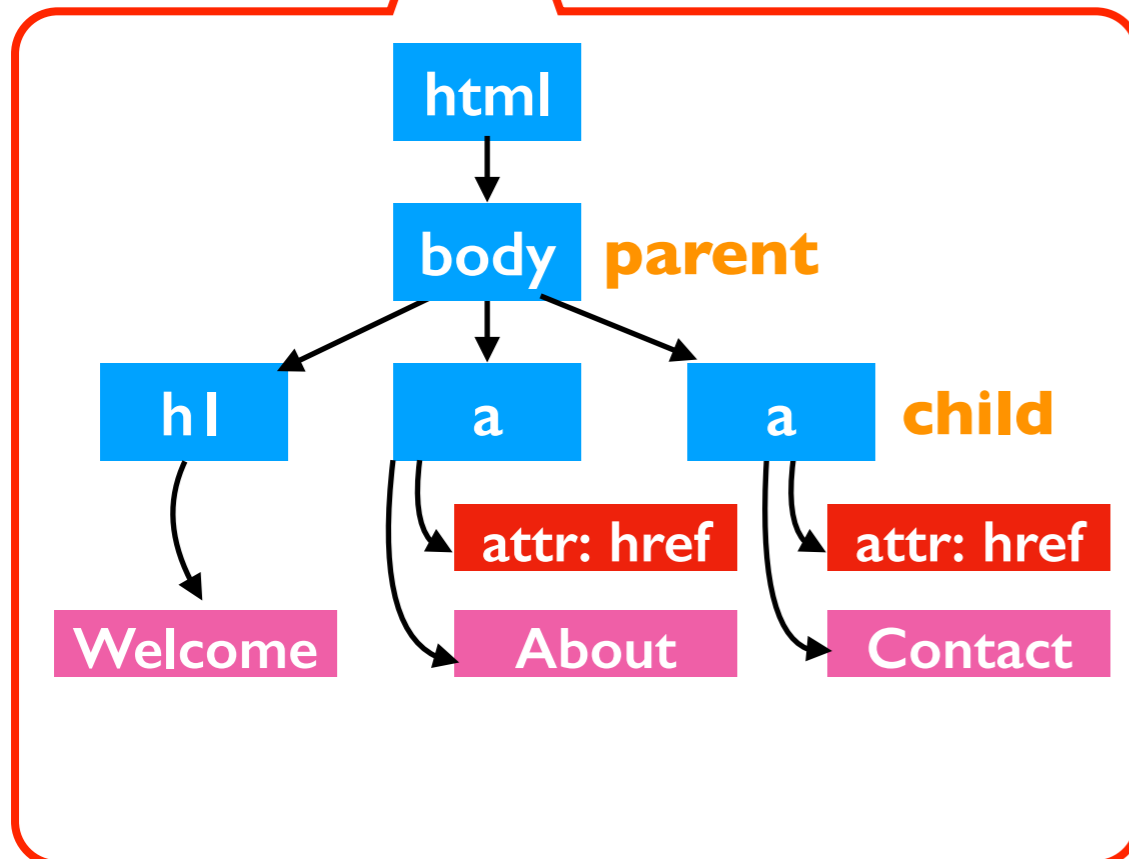 html
body
parent
h1
a
a
child
attr: href
attr: href
Welcome
About
Contact